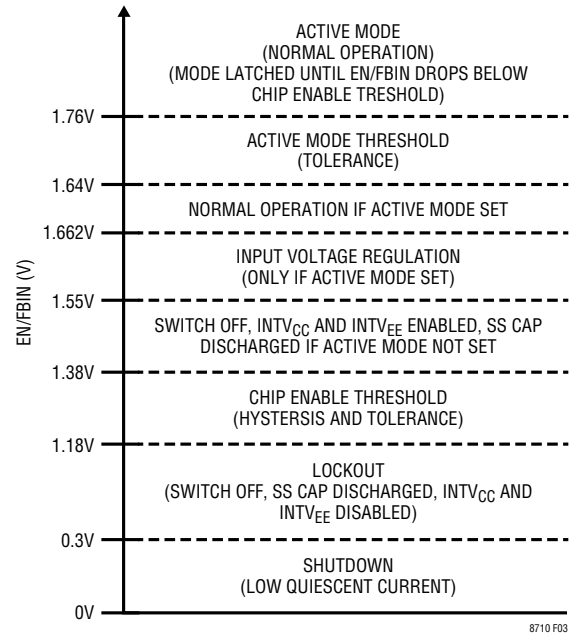 ACTIVE MODE
(NORMAL OPERATION)
(MODE LATCHED UNTIL EN/FBIN DROPS BELOW
CHIP ENABLE TRESHOLD)
1.76V
ACTIVE MODE THRESHOLD
(TOLERANCE)
1.64V
NORMAL OPERATION IF ACTIVE MODE SET
1.662V
INPUT VOLTAGE REGULATION
(ONLY IF ACTIVE MODE SET)
EN/FBIN (V)
1.55V
SWITCH OFF, INTVCC AND INTVEE ENABLED, SS CAP
DISCHARGED IF ACTIVE MODE NOT SET
1.38V
CHIP ENABLE THRESHOLD
(HYSTERSIS AND TOLERANCE)
1.18V
LOCKOUT
(SWITCH OFF, SS CAP DISCHARGED, INTVCC AND
INTVEE DISABLED)
0.3V
SHUTDOWN
(LOW QUIESCENT CURRENT)
0V
8710 F03